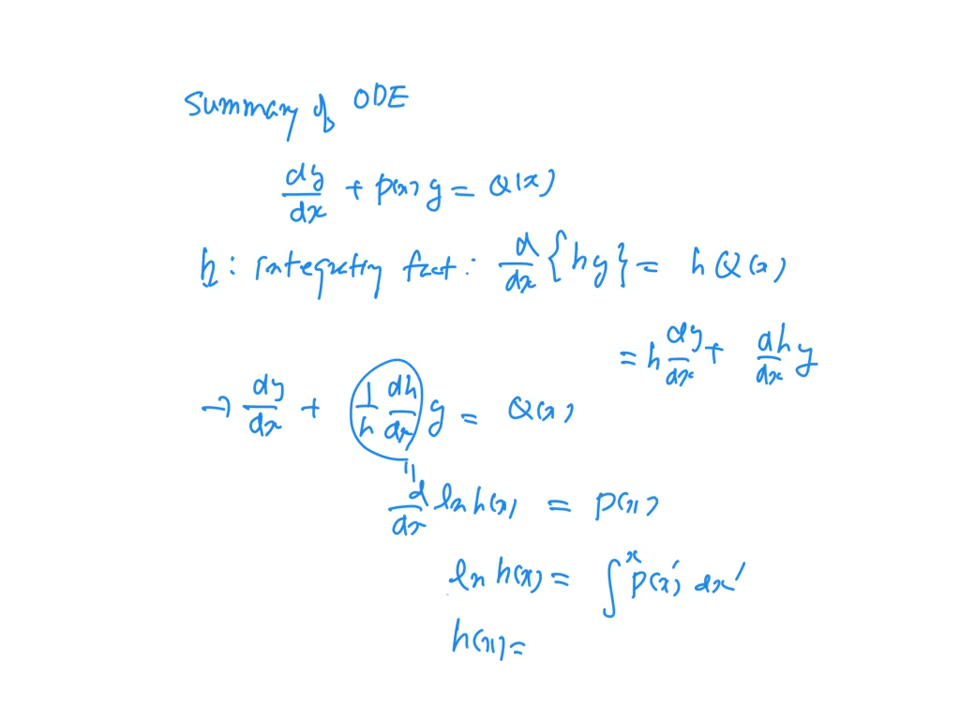 Summary of ODE
dy/dx + p(x) y = Q(x)
h : integrating fact : d/dx {hy} = h Q(x)
= h dy/dx + dh/dx y
→ dy/dx + (1/h dh/dx) y = Q(x)
" d/dx ln h(x) = p(x)
ln h(x) = ∫^x p(x') dx'
h(x) =